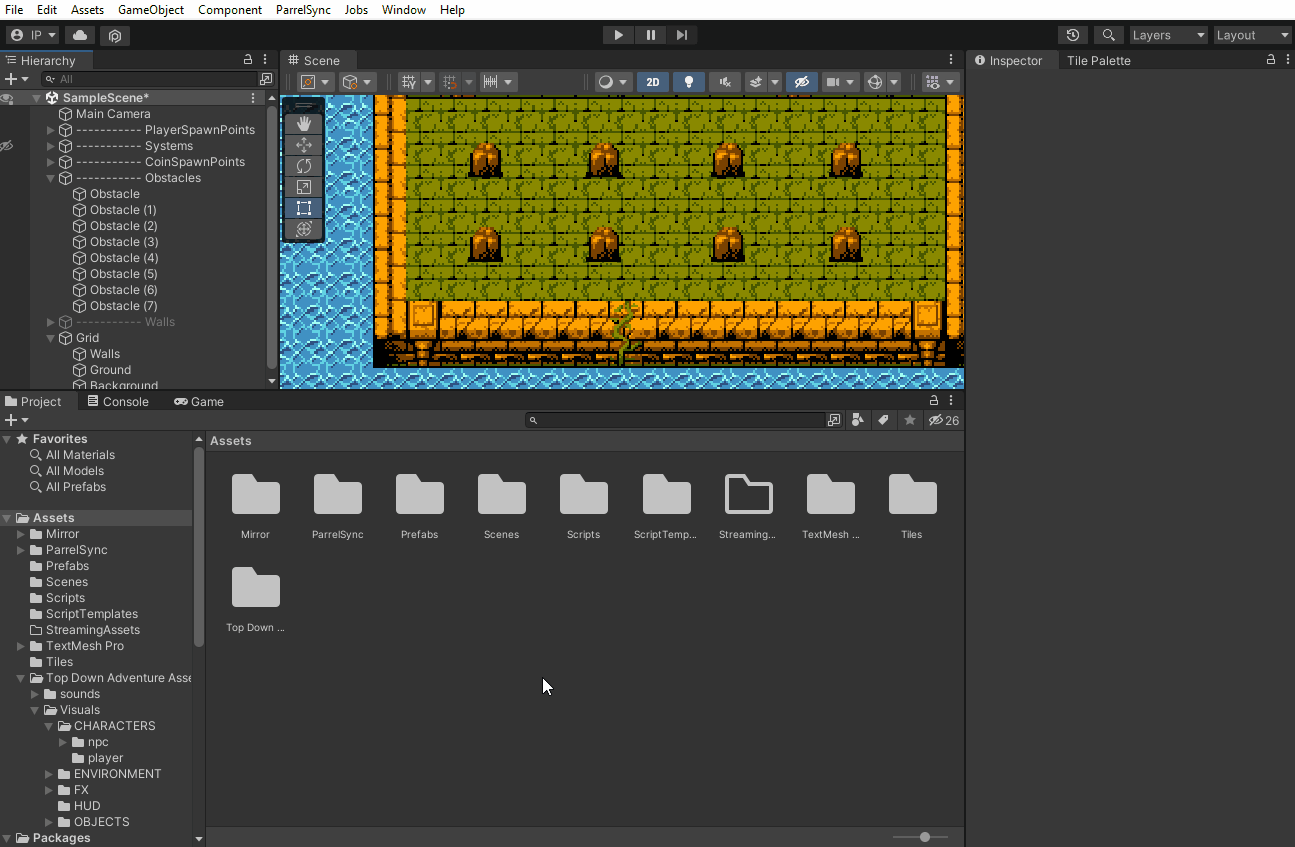 File Edit Assets GameObject Component ParrelSync Jobs Window Help
IP Layers Layout
Hierarchy Scene Inspector Tile Palette
All 2D
SampleScene*
Main Camera
----------- PlayerSpawnPoints
----------- Systems
----------- CoinSpawnPoints
----------- Obstacles
Obstacle
Obstacle (1)
Obstacle (2)
Obstacle (3)
Obstacle (4)
Obstacle (5)
Obstacle (6)
Obstacle (7)
----------- Walls
Grid
Walls
Ground
Background
Project Console Game
26
Favorites
All Materials
All Models
All Prefabs
Assets
Mirror
ParrelSync
Prefabs
Scenes
Scripts
ScriptTemplates
StreamingAssets
TextMesh Pro
Tiles
Top Down Adventure Asse
sounds
Visuals
CHARACTERS
npc
player
ENVIRONMENT
FX
HUD
OBJECTS
Packages
Assets
Mirror ParrelSync Prefabs Scenes Scripts ScriptTemp... Streaming... TextMesh ... Tiles
Top Down ...